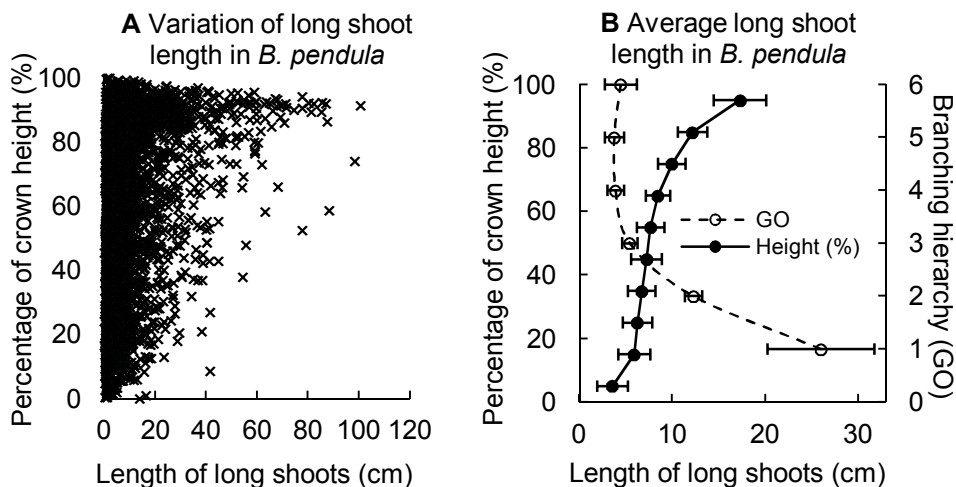 A Variation of long shoot
length in B. pendula
Percentage of crown height (%)
100
80
60
40
20
0
0 20 40 60 80 100 120
Length of long shoots (cm)
B Average long shoot
length in B. pendula
Percentage of crown height (%)
100
80
60
40
20
0
GO
Height (%)
6
5
4
3
2
1
0
Branching hierarchy (GO)
0 10 20 30
Length of long shoots (cm)